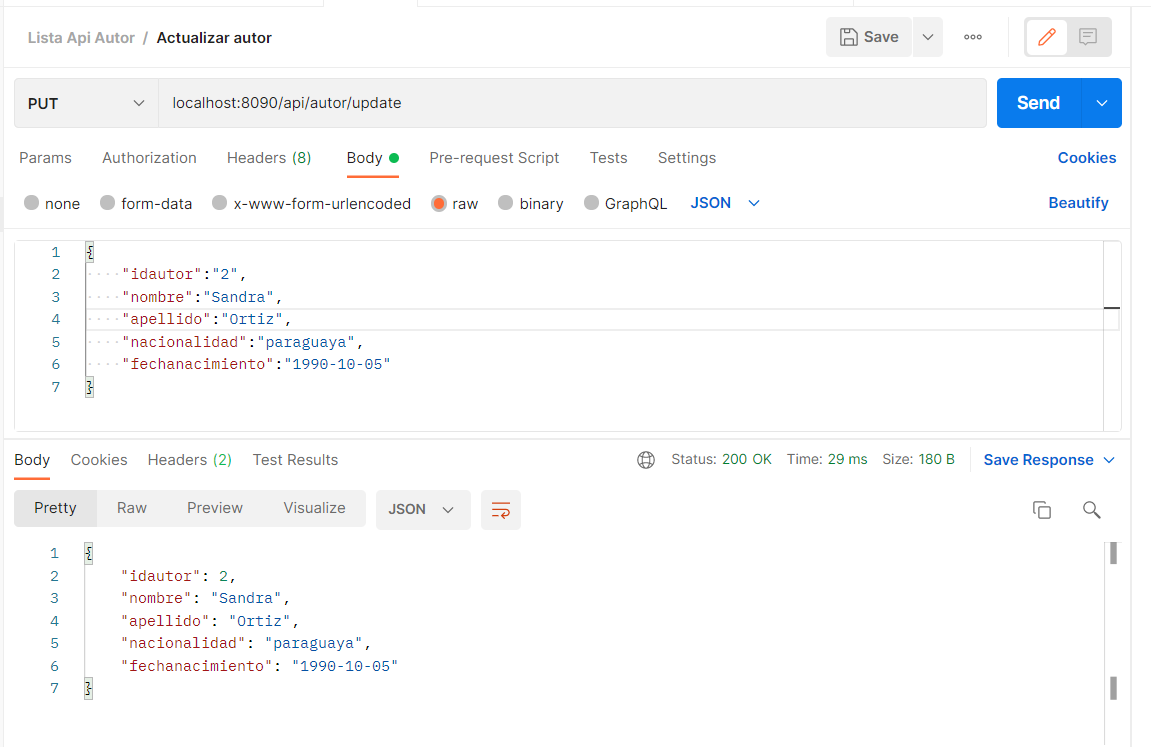 Lista Api Autor / Actualizar autor
Save
PUT
localhost:8090/api/autor/update
Send
Params Authorization Headers (8) Body Pre-request Script Tests Settings Cookies
none form-data x-www-form-urlencoded raw binary GraphQL JSON Beautify
1 {
2 "idautor":"2",
3 "nombre":"Sandra",
4 "apellido":"Ortiz",
5 "nacionalidad":"paraguaya",
6 "fechanacimiento":"1990-10-05"
7 }
Body Cookies Headers (2) Test Results Status: 200 OK Time: 29 ms Size: 180 B Save Response
Pretty Raw Preview Visualize JSON
1 {
2 "idautor": 2,
3 "nombre": "Sandra",
4 "apellido": "Ortiz",
5 "nacionalidad": "paraguaya",
6 "fechanacimiento": "1990-10-05"
7 }